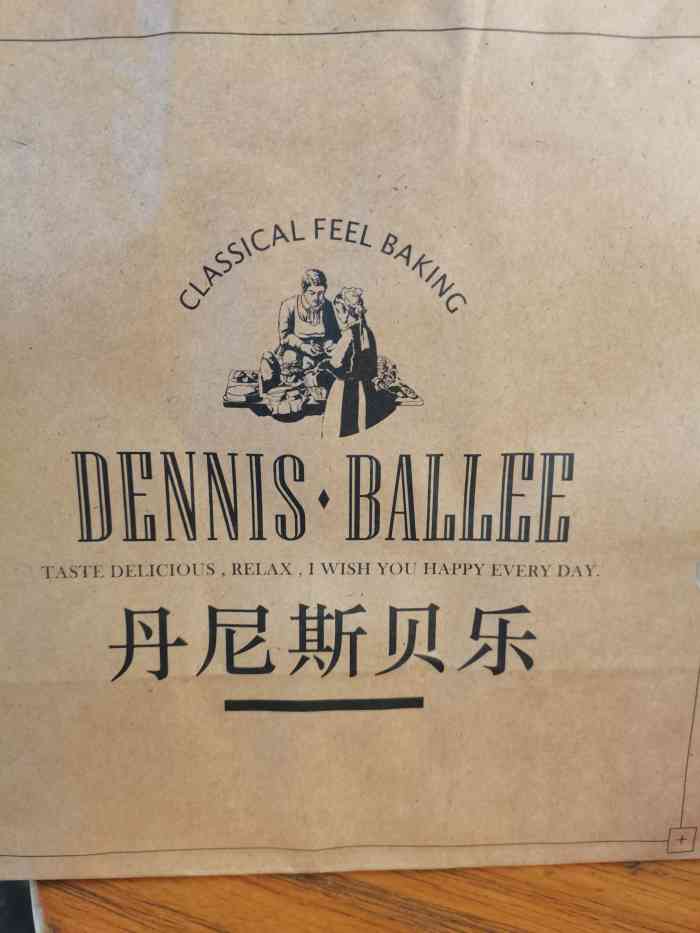 CLASSICAL FEEL BAKING
DENNIS·BALLEE
TASTE DELICIOUS , RELAX , I WISH YOU HAPPY EVERY DAY.
丹尼斯贝乐